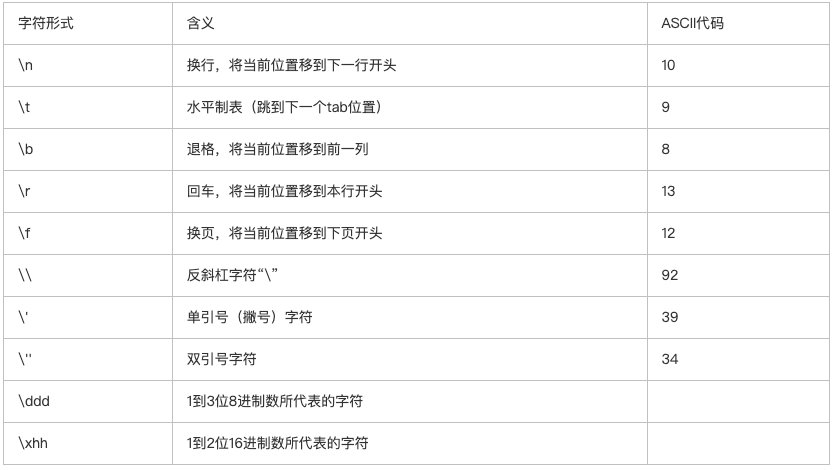 字符形式 含义 ASCII代码
\n 换行，将当前位置移到下一行开头 10
\t 水平制表（跳到下一个tab位置） 9
\b 退格，将当前位置移到前一列 8
\r 回车，将当前位置移到本行开头 13
\f 换页，将当前位置移到下页开头 12
\\ 反斜杠字符“\” 92
\' 单引号（撇号）字符 39
\'' 双引号字符 34
\ddd 1到3位8进制数所代表的字符
\xhh 1到2位16进制数所代表的字符